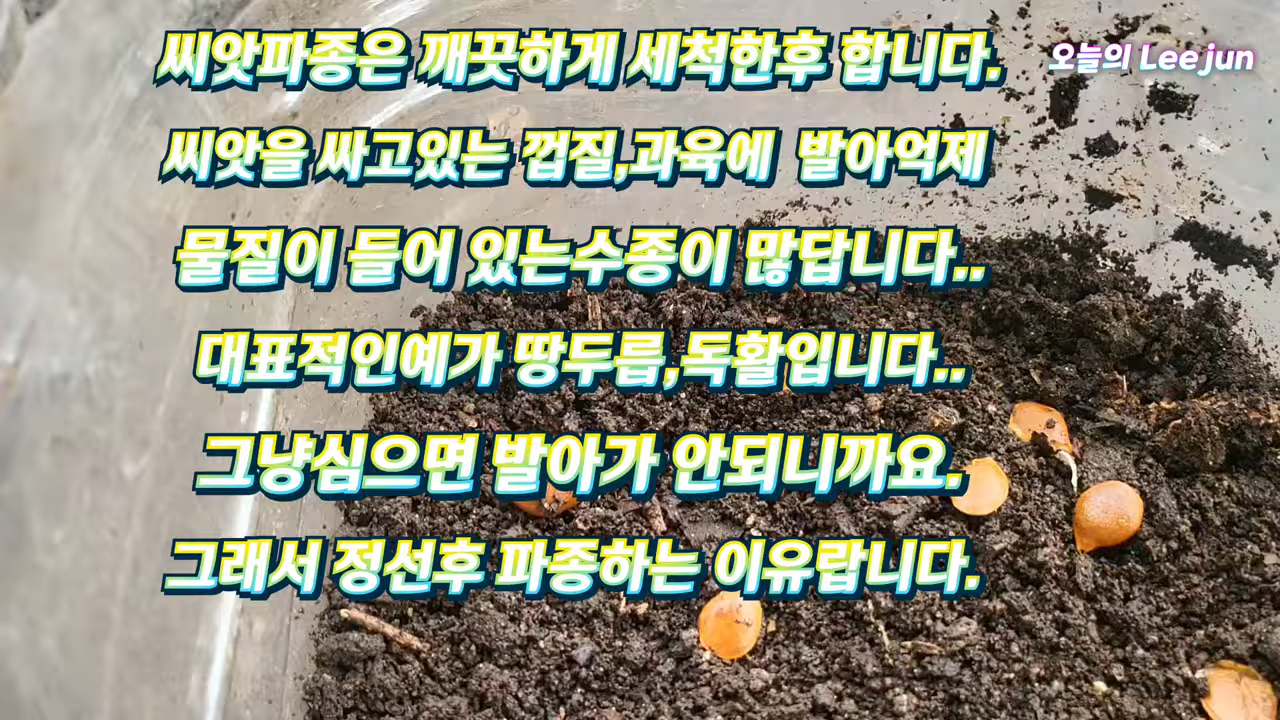 씨앗파종은 깨끗하게 세척한후 합니다.
오늘의 Lee jun
씨앗을 싸고있는 껍질,과육에 발아억제
물질이 들어 있는수종이 많답니다..
대표적인예가 땅두릅,독활입니다..
그냥심으면 발아가 안되니까요.
그래서 정선후 파종하는 이유랍니다.